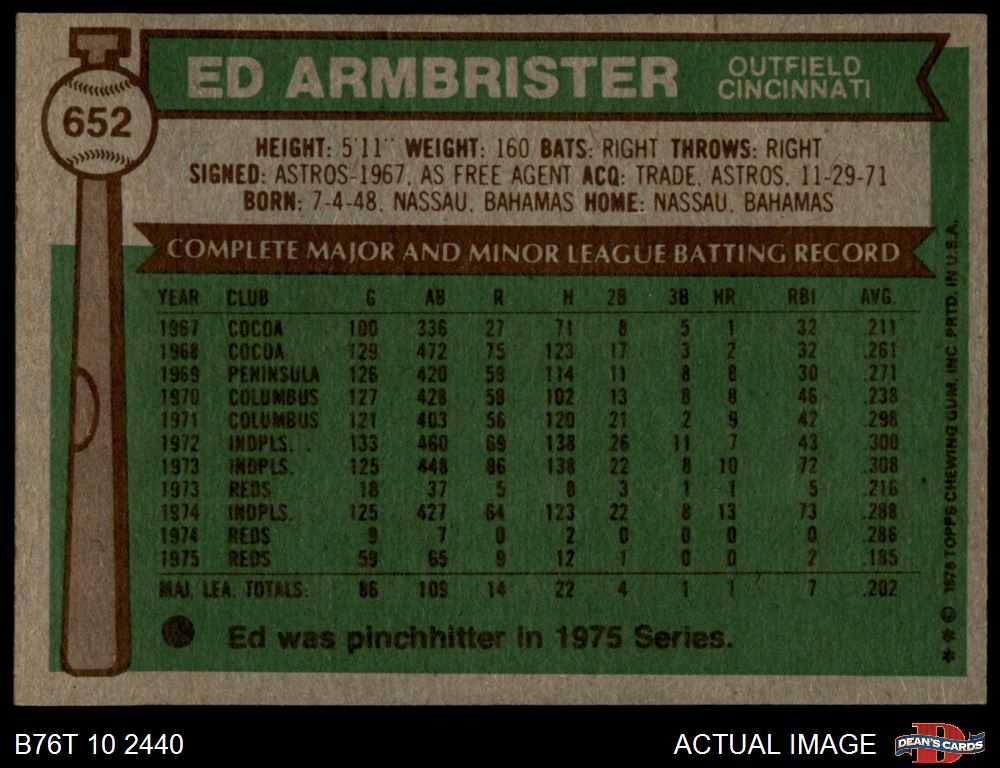 652
ED ARMBRISTER
OUTFIELD
CINCINNATI
HEIGHT: 5'11" WEIGHT: 160 BATS: RIGHT THROWS: RIGHT
SIGNED: ASTROS-1967, AS FREE AGENT ACQ: TRADE, ASTROS, 11-29-71
BORN: 7-4-48, NASSAU, BAHAMAS HOME: NASSAU, BAHAMAS
COMPLETE MAJOR AND MINOR LEAGUE BATTING RECORD
YEAR CLUB G AB R H 2B 3B HR RBI AVG.
1967 COCOA 100 336 27 71 8 5 1 32 .211
1968 COCOA 129 472 75 123 17 3 2 32 .261
1969 PENINSULA 126 420 59 114 11 8 8 30 .271
1970 COLUMBUS 127 428 58 102 13 8 8 46 .238
1971 COLUMBUS 121 403 56 120 21 2 9 42 .298
1972 INDPLS. 133 460 69 138 26 11 7 43 .300
1973 INDPLS. 125 448 86 138 22 8 10 72 .308
1973 REDS 18 37 5 8 3 1 1 5 .216
1974 INDPLS. 125 427 64 123 22 8 13 73 .288
1974 REDS 9 7 0 2 0 0 0 0 .286
1975 REDS 59 65 9 12 1 0 0 2 .185
MAJ. LEA. TOTALS: 86 109 14 22 4 1 1 7 .202
Ed was pinchhitter in 1975 Series.
** © 1976 TOPPS CHEWING GUM, INC. PRTD. IN U.S.A.
B76T 10 2440
ACTUAL IMAGE
D
DEAN'S CARDS